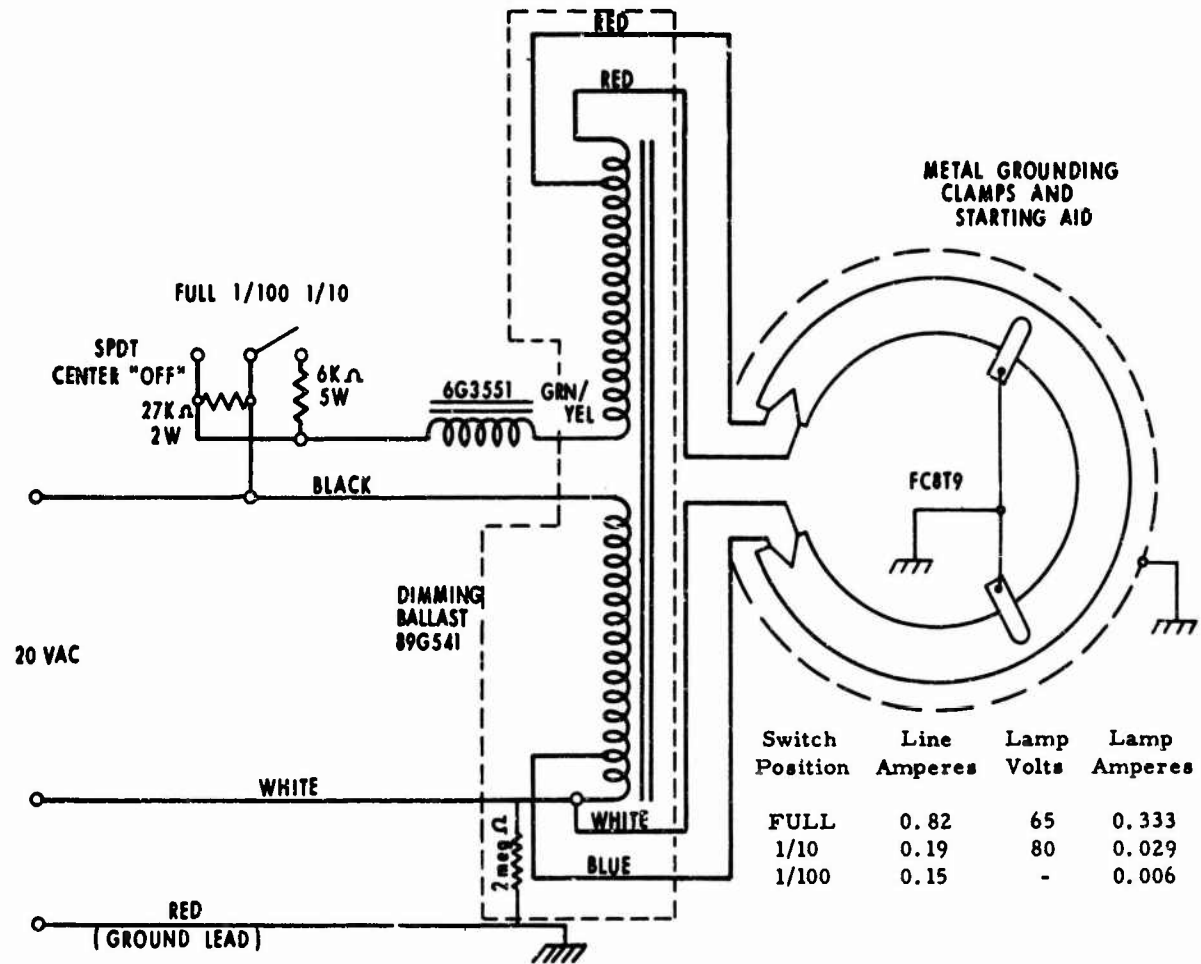 RED
RED
METAL GROUNDING
CLAMPS AND
STARTING AID
FULL 1/100 1/10
SPDT
CENTER "OFF"
27K Ω
2W
6K Ω
5W
6G3551
GRN/
YEL
FC8T9
BLACK
DIMMING
BALLAST
89G541
20 VAC
WHITE
2 meg Ω
WHITE
BLUE
RED
(GROUND LEAD)
Switch Line Lamp Lamp
Position Amperes Volts Amperes
FULL 0.82 65 0.333
1/10 0.19 80 0.029
1/100 0.15 - 0.006